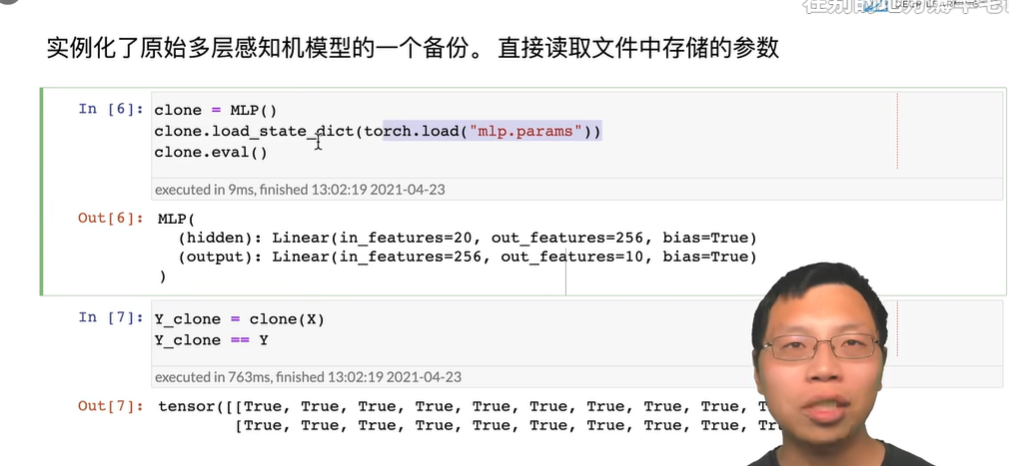 实例化了原始多层感知机模型的一个备份。 直接读取文件中存储的参数
In [6]: clone = MLP()
clone.load_state_dict(torch.load("mlp.params"))
clone.eval()
executed in 9ms, finished 13:02:19 2021-04-23
Out[6]: MLP(
(hidden): Linear(in_features=20, out_features=256, bias=True)
(output): Linear(in_features=256, out_features=10, bias=True)
)
In [7]: Y_clone = clone(X)
Y_clone == Y
executed in 763ms, finished 13:02:19 2021-04-23
Out[7]: tensor([[True, True, True, True, True, True, True, True, True,
[True, True, True, True, True, True, True, True, True,